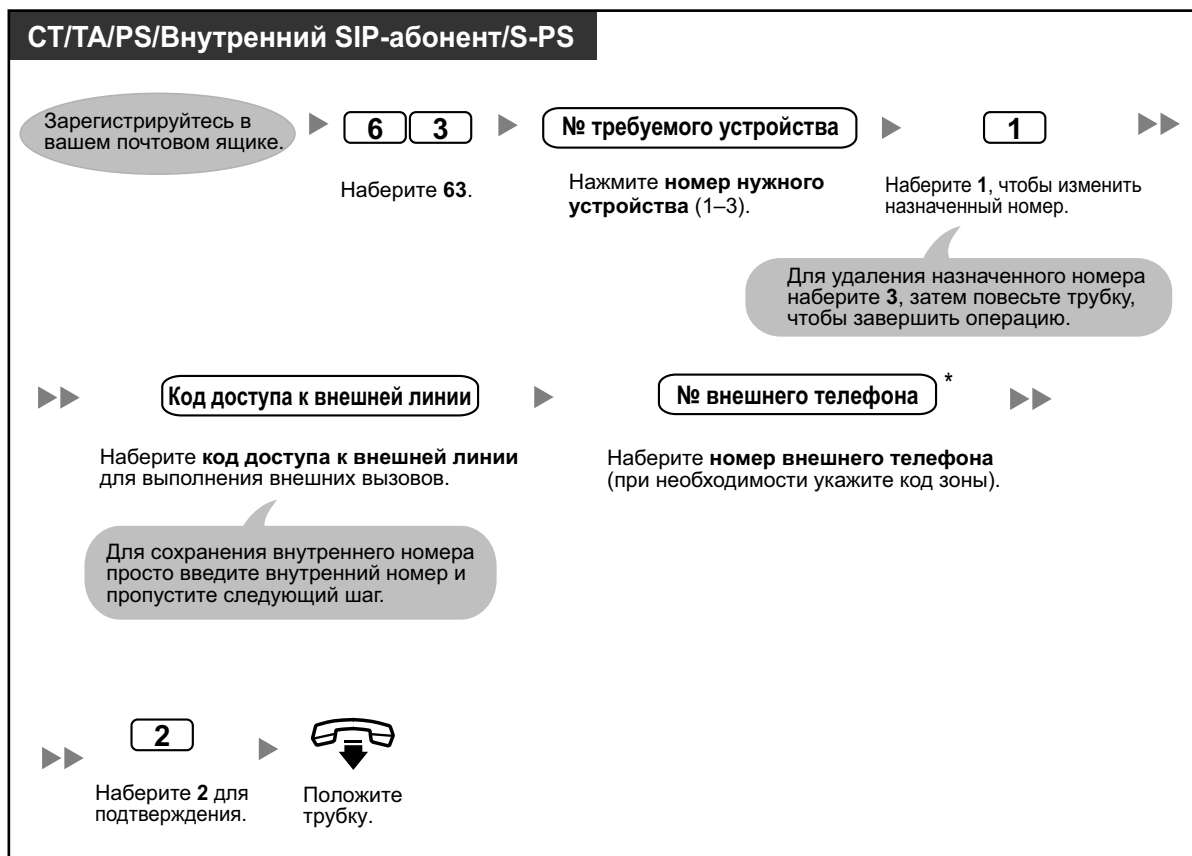 СТ/ТА/PS/Внутренний SIP-абонент/S-PS
Зарегистрируйтесь в
вашем почтовом ящике.
6 3
Наберите 63.
№ требуемого устройства
Нажмите номер нужного
устройства (1–3).
1
Наберите 1, чтобы изменить
назначенный номер.
Для удаления назначенного номера
наберите 3, затем повесьте трубку,
чтобы завершить операцию.
Код доступа к внешней линии
Наберите код доступа к внешней линии
для выполнения внешних вызовов.
Для сохранения внутреннего номера
просто введите внутренний номер и
пропустите следующий шаг.
№ внешнего телефона *
Наберите номер внешнего телефона
(при необходимости укажите код зоны).
2
Наберите 2 для
подтверждения.
Положите
трубку.